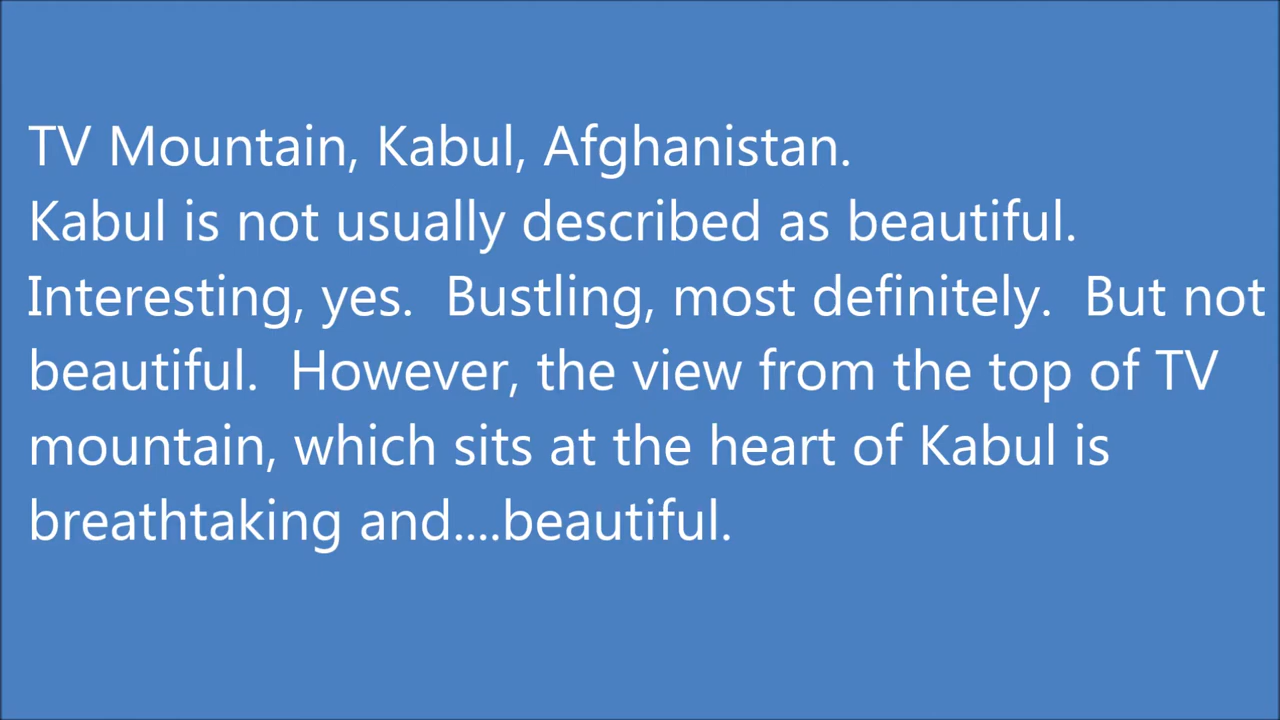 TV Mountain, Kabul, Afghanistan.
Kabul is not usually described as beautiful.
Interesting, yes.  Bustling, most definitely.  But not
beautiful.  However, the view from the top of TV
mountain, which sits at the heart of Kabul is
breathtaking and....beautiful.